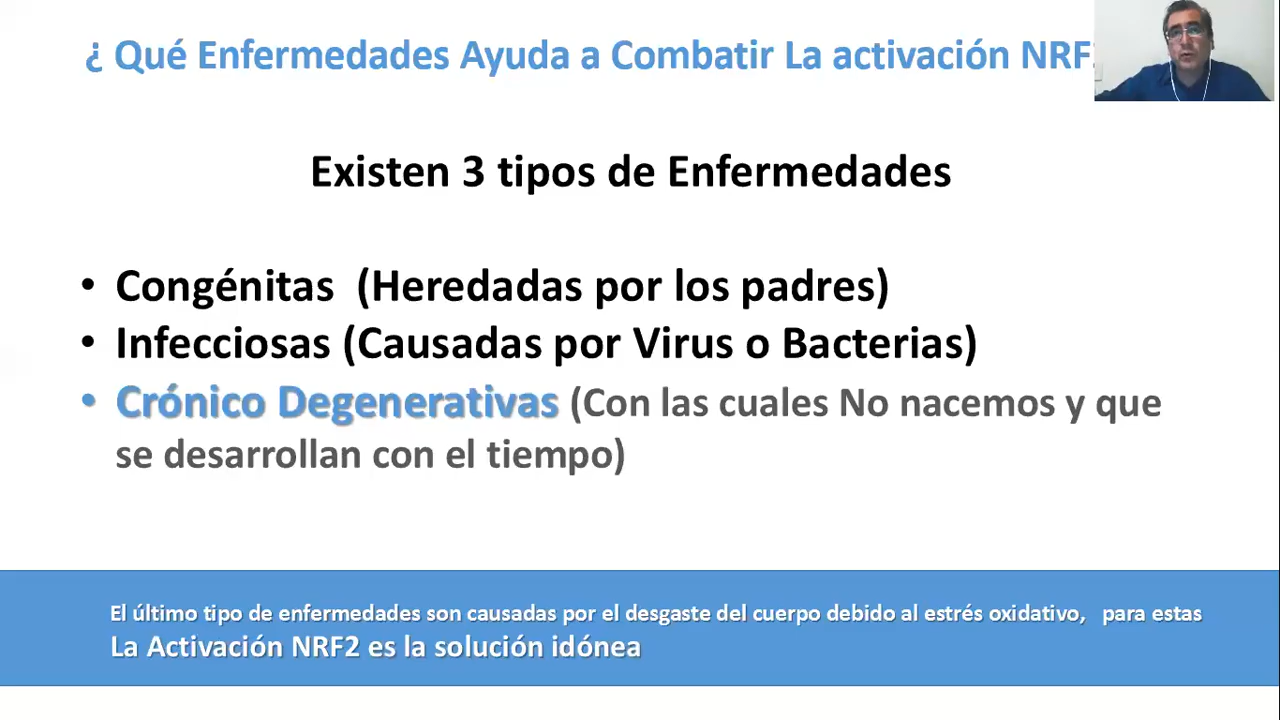 ¿ Qué Enfermedades Ayuda a Combatir La activación
Existen 3 tipos de Enfermedades
• Congénitas (Heredadas por los padres)
• Infecciosas (Causadas por Virus o Bacterias)
• Crónico Degenerativas (Con las cuales No nacemos y que
se desarrollan con el tiempo)
El último tipo de enfermedades son causadas por el desgaste del cuerpo debido al estrés oxidativo, para estas
La Activación NRF2 es la solución idónea